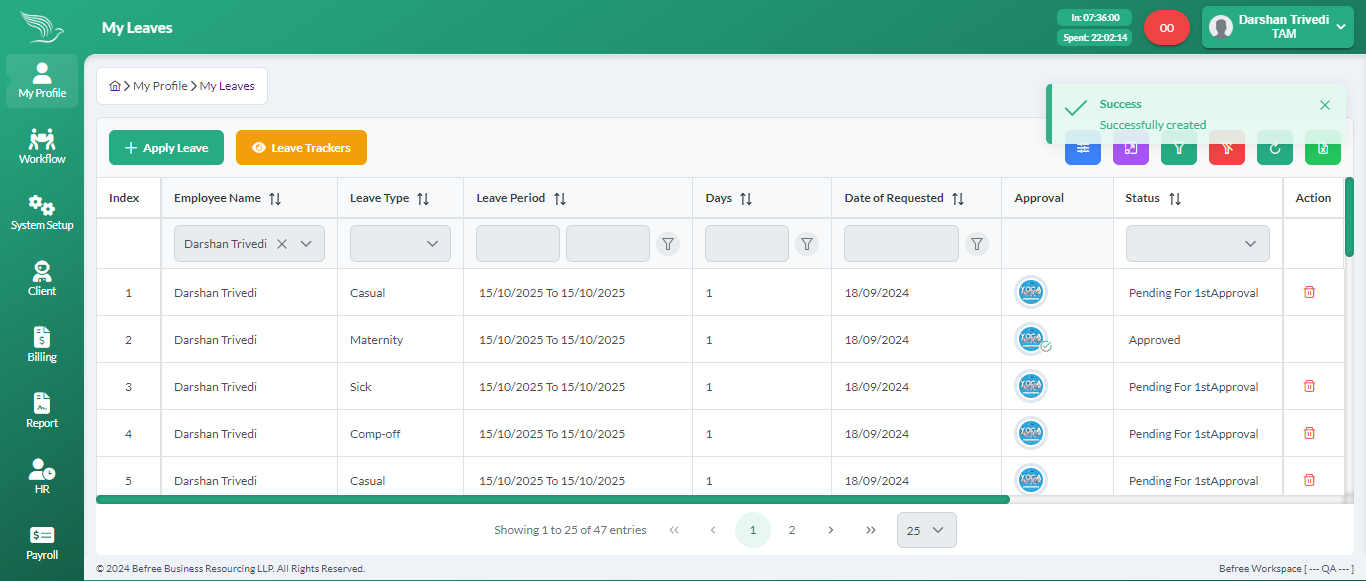 My Leaves
In: 07:36:00
Spent: 22:02:14
00
Darshan Trivedi
TAM
My Profile
Workflow
System Setup
Client
Billing
Report
HR
Payroll
My Profile My Leaves
Success
Successfully created
Apply Leave Leave Trackers
Index Employee Name Leave Type Leave Period Days Date of Requested Approval Status Action
Darshan Trivedi
1 Darshan Trivedi Casual 15/10/2025 To 15/10/2025 1 18/09/2024 YOGA Pending For 1stApproval
2 Darshan Trivedi Maternity 15/10/2025 To 15/10/2025 1 18/09/2024 YOGA Approved
3 Darshan Trivedi Sick 15/10/2025 To 15/10/2025 1 18/09/2024 YOGA Pending For 1stApproval
4 Darshan Trivedi Comp-off 15/10/2025 To 15/10/2025 1 18/09/2024 YOGA Pending For 1stApproval
5 Darshan Trivedi Casual 15/10/2025 To 15/10/2025 1 18/09/2024 YOGA Pending For 1stApproval
Showing 1 to 25 of 47 entries 1 2 25
© 2024 Befree Business Resourcing LLP. All Rights Reserved. Befree Workspace [ --- QA --- ]